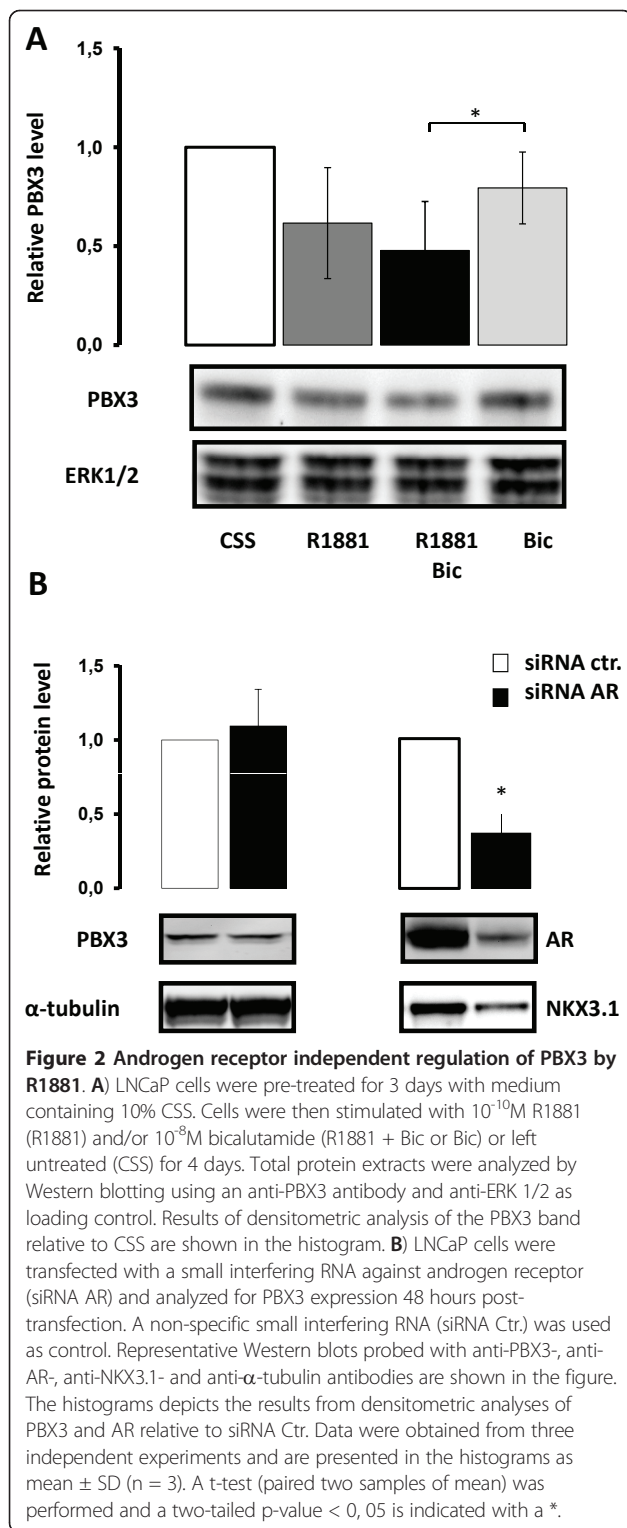 A
1,5
1,0
0,5
0,0
Relative PBX3 level
*
PBX3
ERK1/2
CSS R1881 R1881 Bic
Bic
B
1,5
1,0
0,5
0,0
Relative protein level
siRNA ctr.
siRNA AR
*
PBX3
AR
α-tubulin
NKX3.1
Figure 2 Androgen receptor independent regulation of PBX3 by
R1881. A) LNCaP cells were pre-treated for 3 days with medium
containing 10% CSS. Cells were then stimulated with 10⁻¹⁰M R1881
(R1881) and/or 10⁻⁸M bicalutamide (R1881 + Bic or Bic) or left
untreated (CSS) for 4 days. Total protein extracts were analyzed by
Western blotting using an anti-PBX3 antibody and anti-ERK 1/2 as
loading control. Results of densitometric analysis of the PBX3 band
relative to CSS are shown in the histogram. B) LNCaP cells were
transfected with a small interfering RNA against androgen receptor
(siRNA AR) and analyzed for PBX3 expression 48 hours post-
transfection. A non-specific small interfering RNA (siRNA Ctr.) was used
as control. Representative Western blots probed with anti-PBX3-, anti-
AR-, anti-NKX3.1- and anti-α-tubulin antibodies are shown in the figure.
The histograms depicts the results from densitometric analyses of
PBX3 and AR relative to siRNA Ctr. Data were obtained from three
independent experiments and are presented in the histograms as
mean ± SD (n = 3). A t-test (paired two samples of mean) was
performed and a two-tailed p-value < 0, 05 is indicated with a *.